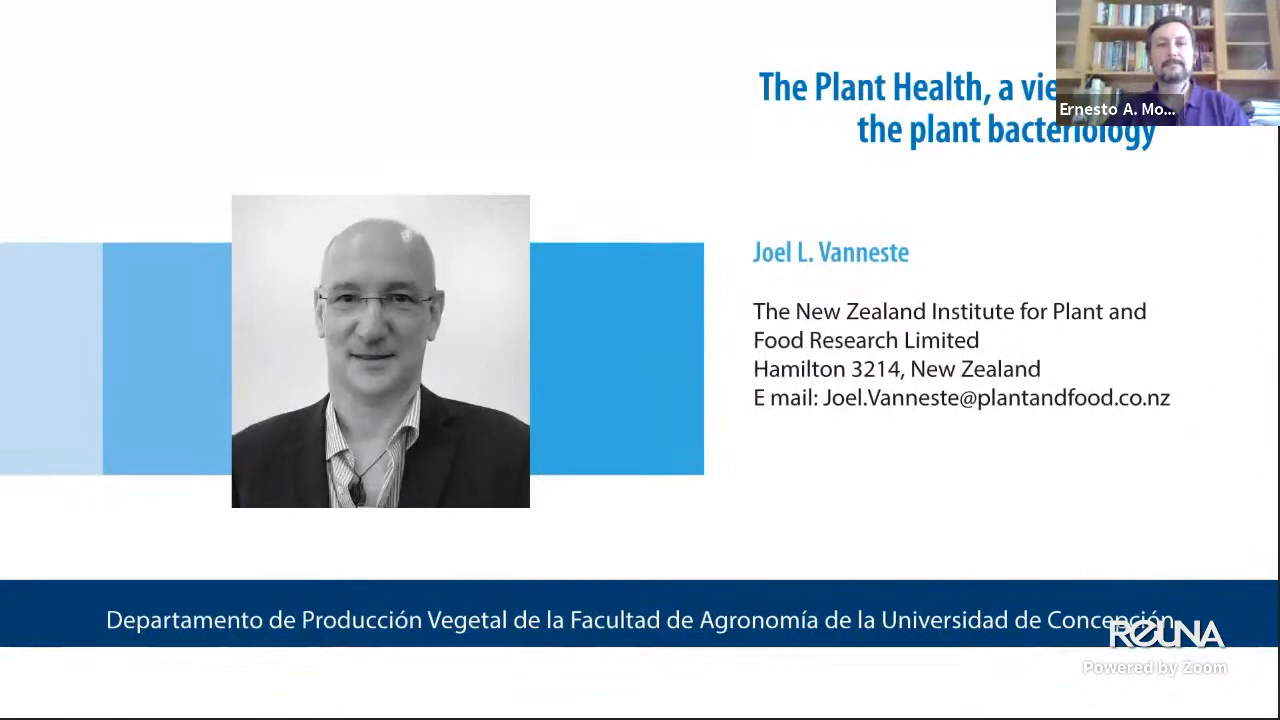 The Plant Health, a vie
the plant bacteriology
Ernesto A. Mo...
Joel L. Vanneste
The New Zealand Institute for Plant and
Food Research Limited
Hamilton 3214, New Zealand
E mail: Joel.Vanneste@plantandfood.co.nz
Departamento de Producción Vegetal de la Facultad de Agronomía de la Universidad de Concepción
REUNA
Powered by Zoom